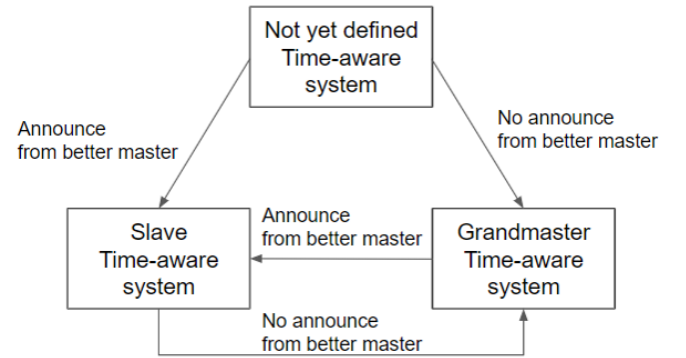 Not yet defined
Time-aware
system
Announce
from better master
No announce
from better master
Slave
Time-aware
system
Announce
from better master
Grandmaster
Time-aware
system
No announce
from better master